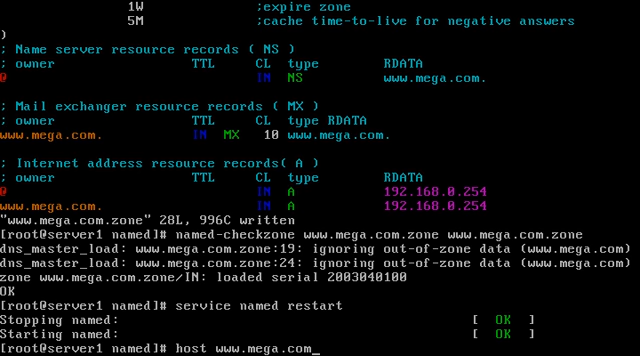 1W ;expire zone
5M ;cache time-to-live for negative answers
)
; Name server resource records ( NS )
; owner TTL CL type RDATA
@ IN NS www.mega.com.
; Mail exchanger resource records ( MX )
; owner TTL CL type RDATA
www.mega.com. IN MX 10 www.mega.com.
; Internet address resource records( A )
; owner TTL CL type RDATA
@ IN A 192.168.0.254
www.mega.com. IN A 192.168.0.254
"www.mega.com.zone" 28L, 996C written
[root@server1 named]# named-checkzone www.mega.com.zone www.mega.com.zone
dns_master_load: www.mega.com.zone:19: ignoring out-of-zone data (www.mega.com)
dns_master_load: www.mega.com.zone:24: ignoring out-of-zone data (www.mega.com)
zone www.mega.com.zone/IN: loaded serial 2003040100
OK
[root@server1 named]# service named restart
Stopping named: [ OK ]
Starting named: [ OK ]
[root@server1 named]# host www.mega.com_